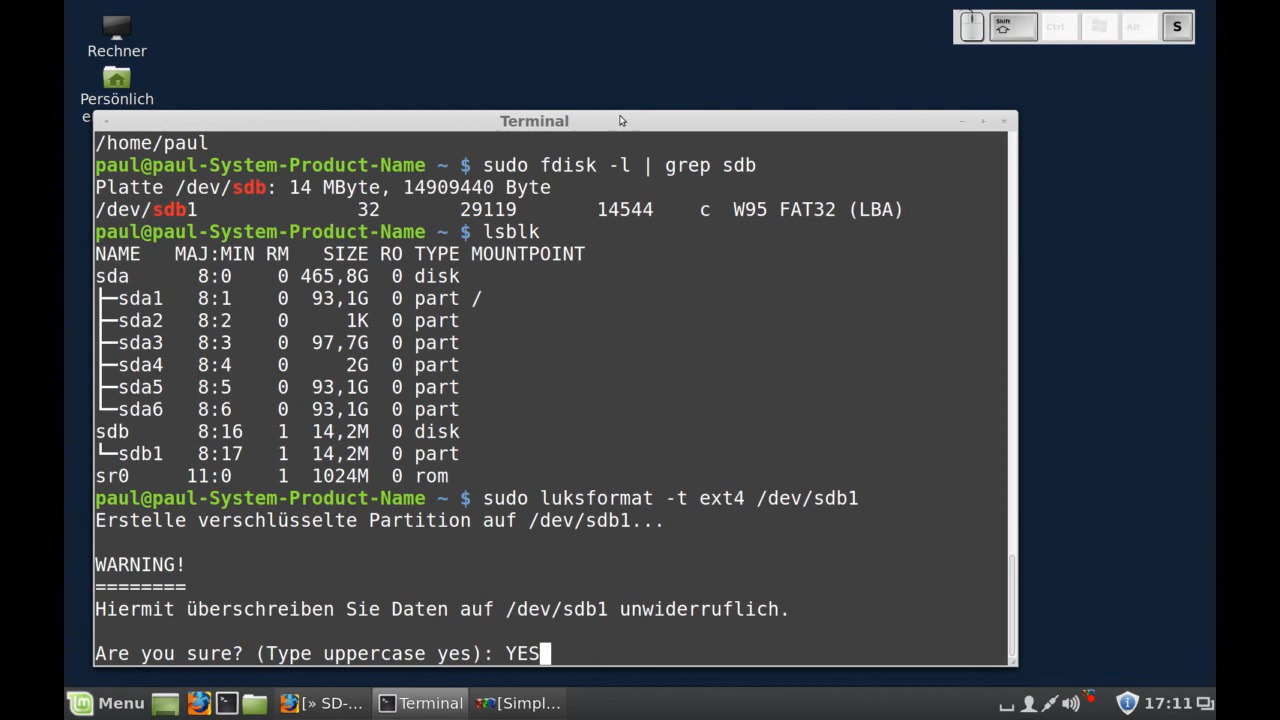 Rechner
Persönlich
e
Shift
Ctrl
Alt
S
Terminal
/home/paul
paul@paul-System-Product-Name ~ $ sudo fdisk -l | grep sdb
Platte /dev/sdb: 14 MByte, 14909440 Byte
/dev/sdb1 32 29119 14544 c W95 FAT32 (LBA)
paul@paul-System-Product-Name ~ $ lsblk
NAME MAJ:MIN RM SIZE RO TYPE MOUNTPOINT
sda 8:0 0 465,8G 0 disk
├─sda1 8:1 0 93,1G 0 part /
├─sda2 8:2 0 1K 0 part
├─sda3 8:3 0 97,7G 0 part
├─sda4 8:4 0 2G 0 part
├─sda5 8:5 0 93,1G 0 part
└─sda6 8:6 0 93,1G 0 part
sdb 8:16 1 14,2M 0 disk
└─sdb1 8:17 1 14,2M 0 part
sr0 11:0 1 1024M 0 rom
paul@paul-System-Product-Name ~ $ sudo luksformat -t ext4 /dev/sdb1
Erstelle verschlüsselte Partition auf /dev/sdb1...
WARNING!
========
Hiermit überschreiben Sie Daten auf /dev/sdb1 unwiderruflich.
Are you sure? (Type uppercase yes): YES
Menu [» SD-... Terminal [Simpl... 17:11